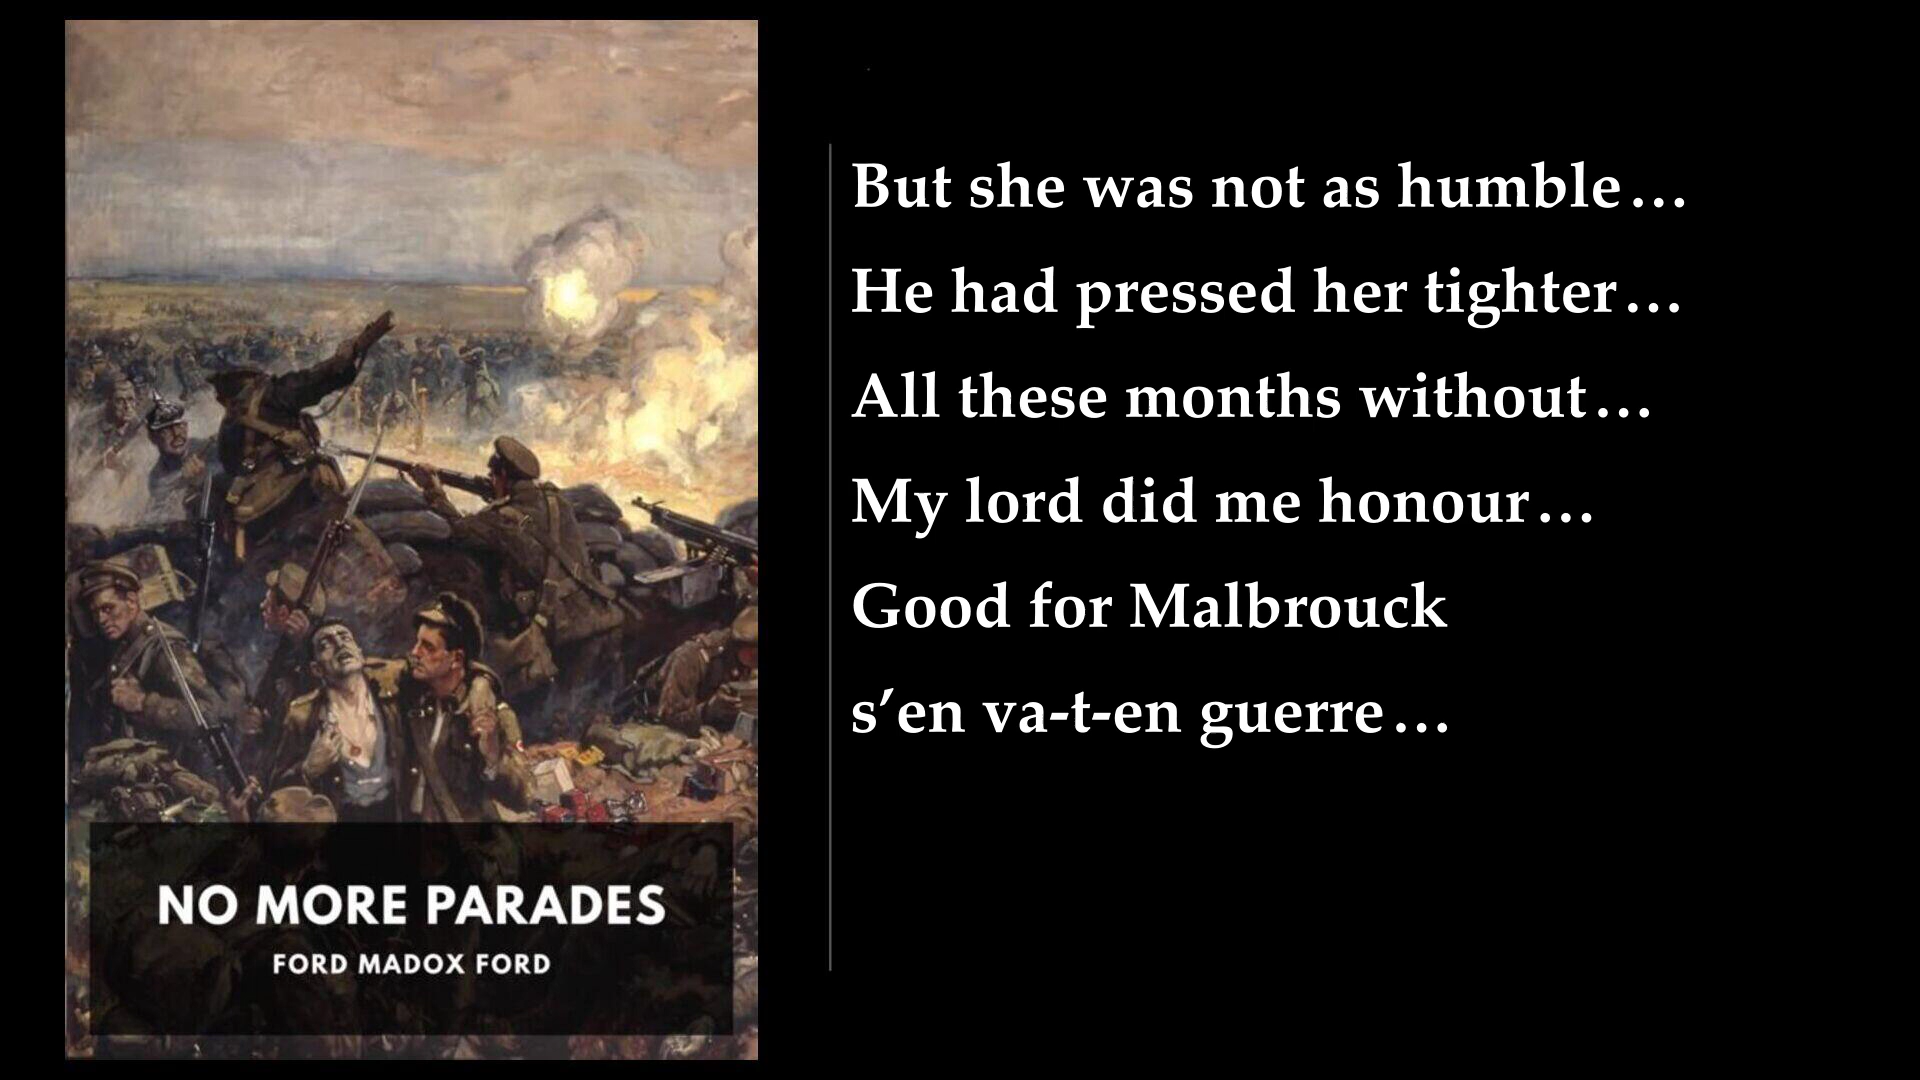 NO MORE PARADES
FORD MADOX FORD
But she was not as humble…
He had pressed her tighter…
All these months without…
My lord did me honour…
Good for Malbrouck
s’en va-t-en guerre…